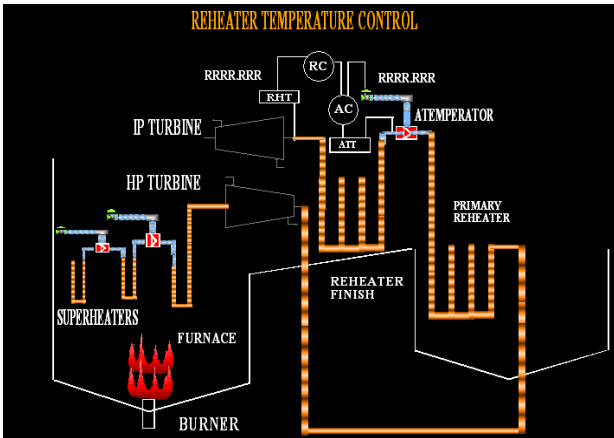 REHEATER TEMPERATURE CONTROL
RC
RRRR.RRR
RRRR.RRR
RHT
AC
ATEMPERATOR
IP TURBINE
ATT
HP TURBINE
PRIMARY
REHEATER
REHEATER
FINISH
SUPERHEATERS
FURNACE
BURNER